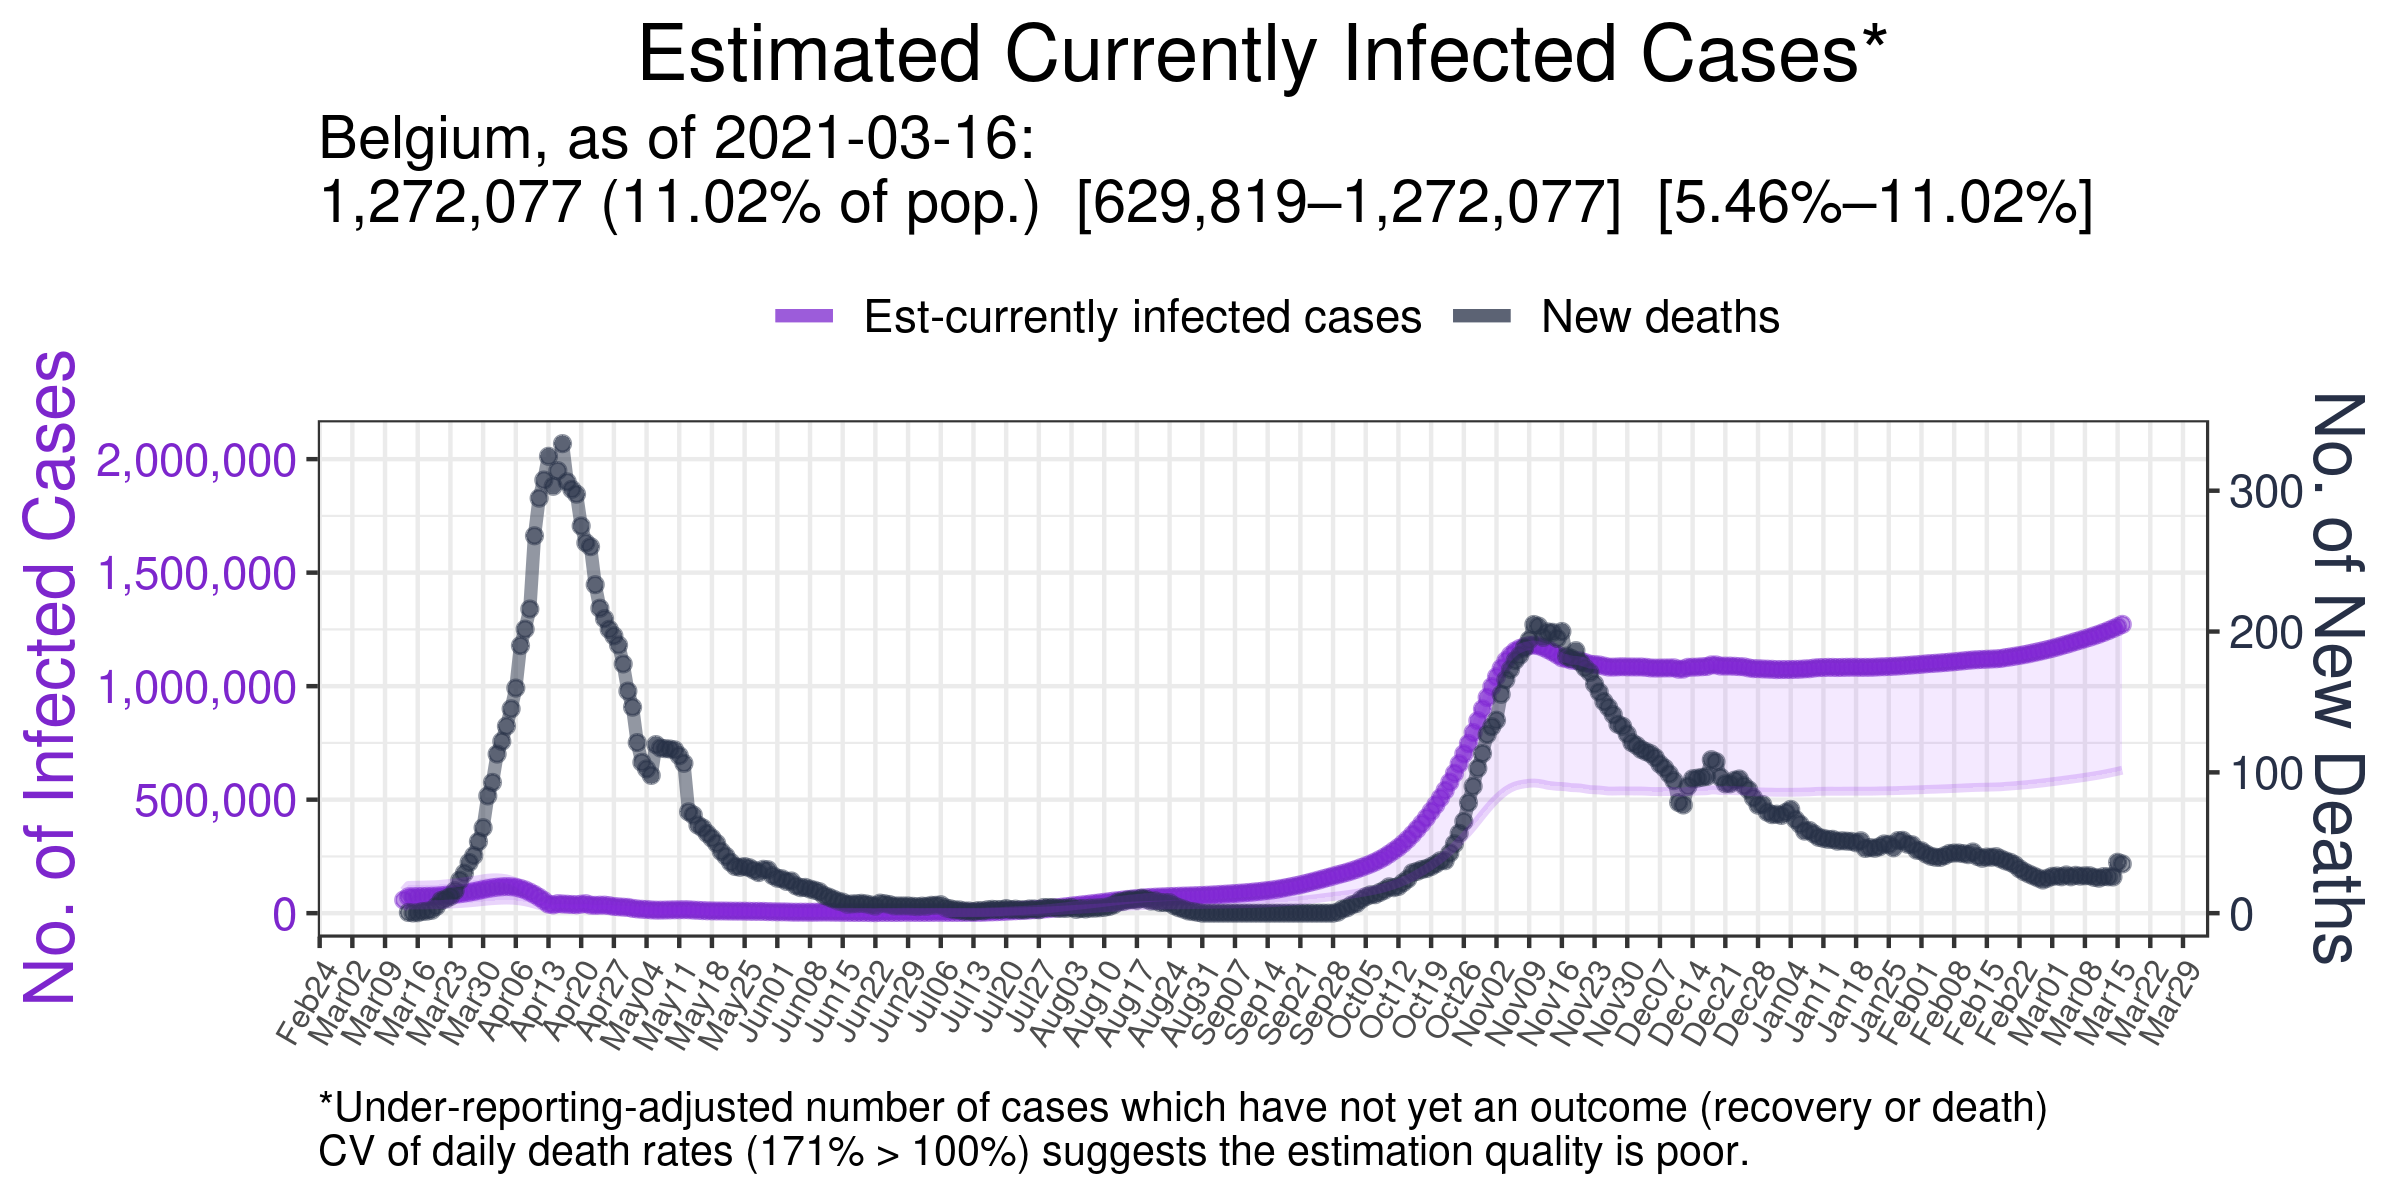 Estimated Currently Infected Cases*
Belgium, as of 2021-03-16:
1,272,077 (11.02% of pop.)  [629,819–1,272,077]  [5.46%–11.02%]
Est-currently infected cases
New deaths
No. of Infected Cases
2,000,000
1,500,000
1,000,000
500,000
0
No. of New Deaths
300
200
100
0
Feb24
Mar02
Mar09
Mar16
Mar23
Mar30
Apr06
Apr13
Apr20
Apr27
May04
May11
May18
May25
Jun01
Jun08
Jun15
Jun22
Jun29
Jul06
Jul13
Jul20
Jul27
Aug03
Aug10
Aug17
Aug24
Aug31
Sep07
Sep14
Sep21
Sep28
Oct05
Oct12
Oct19
Oct26
Nov02
Nov09
Nov16
Nov23
Nov30
Dec07
Dec14
Dec21
Dec28
Jan04
Jan11
Jan18
Jan25
Feb01
Feb08
Feb15
Feb22
Mar01
Mar08
Mar15
Mar22
Mar29
*Under-reporting-adjusted number of cases which have not yet an outcome (recovery or death)
CV of daily death rates (171% > 100%) suggests the estimation quality is poor.